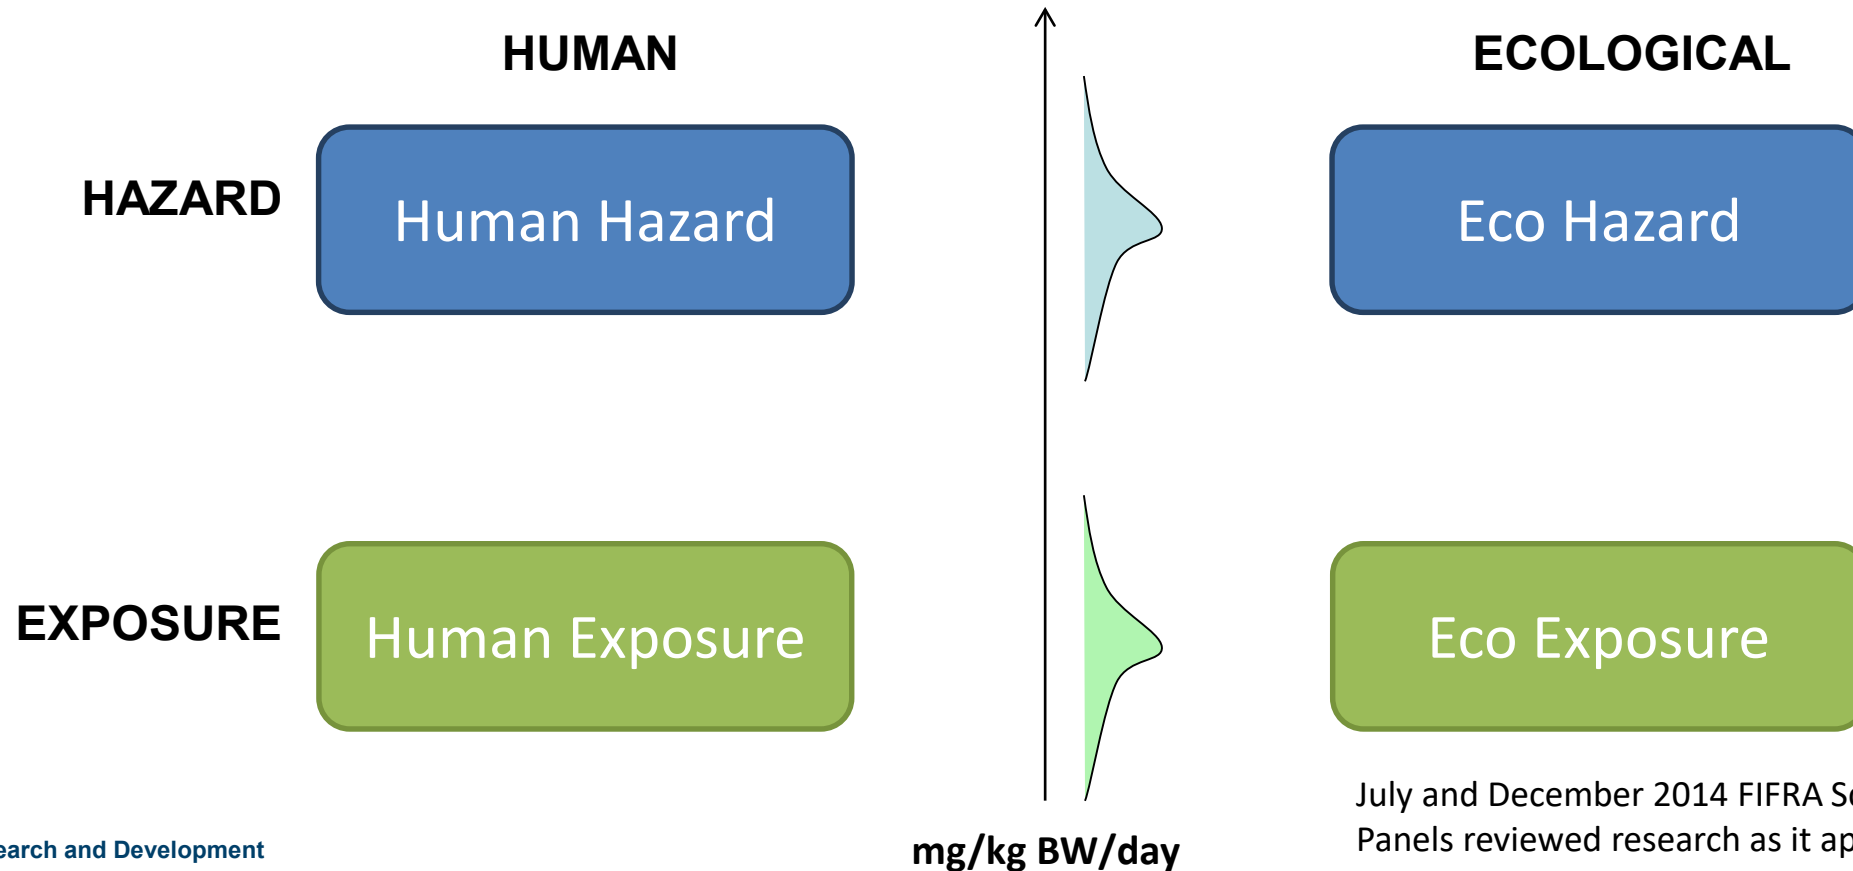 HUMAN
ECOLOGICAL
HAZARD
Human Hazard
Eco Hazard
EXPOSURE
Human Exposure
Eco Exposure
July and December 2014 FIFRA
Panels reviewed research as it
and Development
mg/kg BW/day